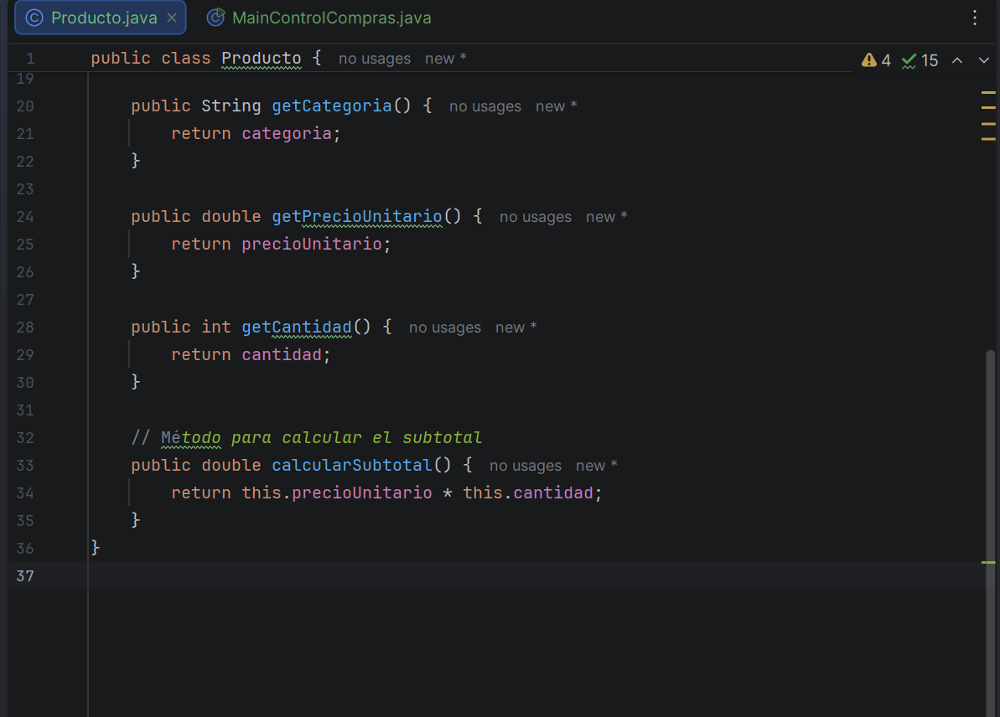 Producto.java × MainControlCompras.java
1 public class Producto { no usages new *
4 15
19
20 public String getCategoria() { no usages new *
21 return categoria;
22 }
23
24 public double getPrecioUnitario() { no usages new *
25 return precioUnitario;
26 }
27
28 public int getCantidad() { no usages new *
29 return cantidad;
30 }
31
32 // Método para calcular el subtotal
33 public double calcularSubtotal() { no usages new *
34 return this.precioUnitario * this.cantidad;
35 }
36 }
37